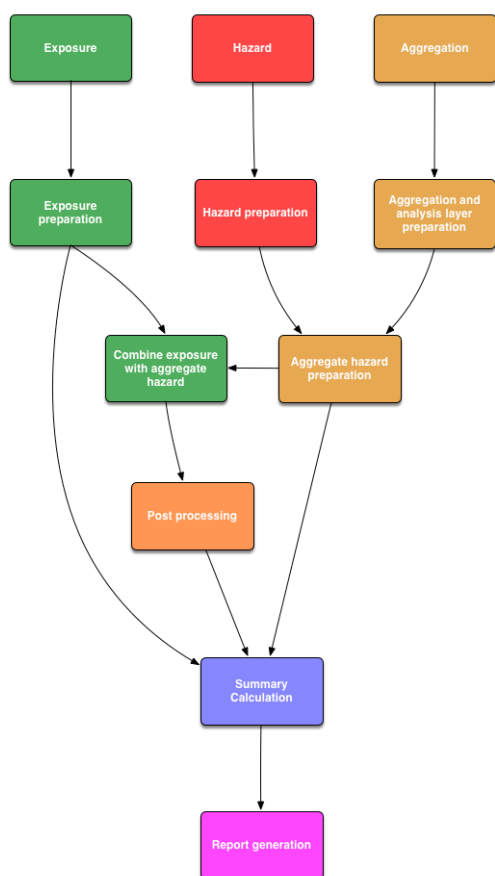 Exposure
Hazard
Aggregation
Exposure
preparation
Hazard preparation
Aggregation and
analysis layer
preparation
Combine exposure
with aggregate
hazard
Aggregate hazard
preparation
Post processing
Summary
Calculation
Report generation